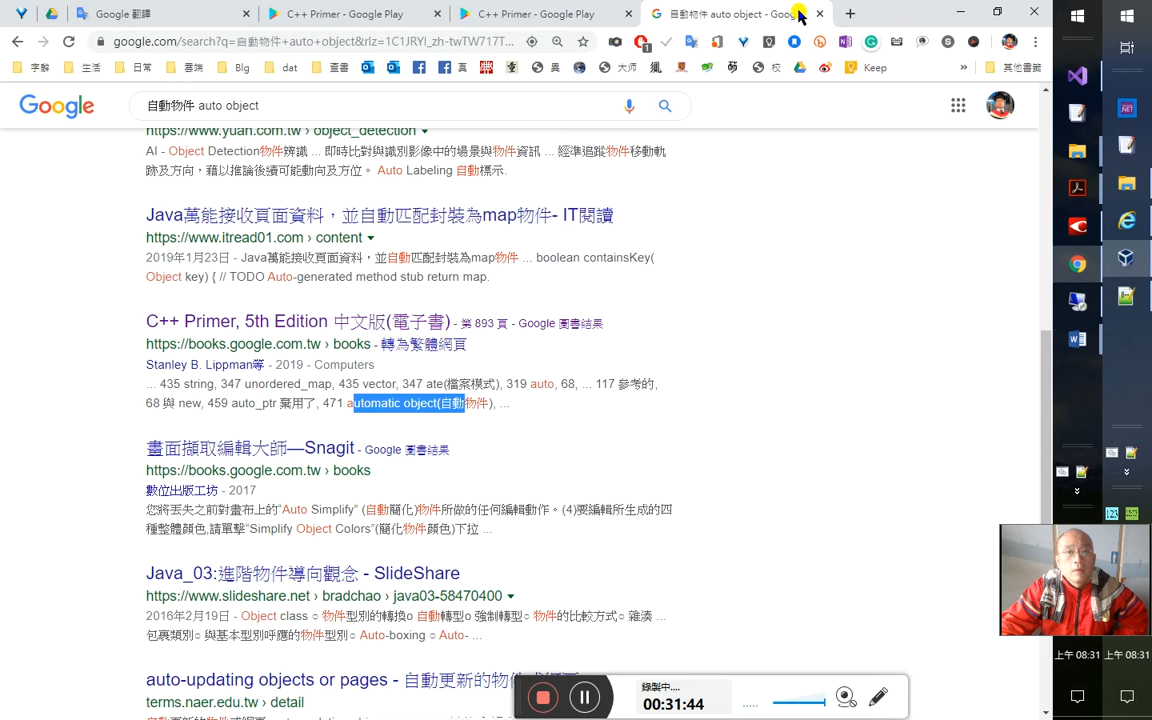 Google 翻譯
C++ Primer - Google Play
C++ Primer - Google Play
自動物件 auto object - Goog
google.com/search?q=自動物件+auto+object&rlz=1C1JRYI_zh-twTW717T...
字辭 生活 日常 雲端 Blg dat 查書 真 異 大师 校 Keep » 其他書籤
Google
自動物件 auto object
https://www.yuan.com.tw › object_detection
AI - Object Detection物件辨識 ... 即時比對與識別影像中的場景與物件資訊 ... 經準追蹤物件移動軌
跡及方向，藉以推論後續可能動向及方位。 Auto Labeling 自動標示.
Java萬能接收頁面資料，並自動匹配封裝為map物件- IT閱讀
https://www.itread01.com › content
2019年1月23日 - Java萬能接收頁面資料，並自動匹配封裝為map物件 ... boolean containsKey(
Object key) { // TODO Auto-generated method stub return map.
C++ Primer, 5th Edition 中文版(電子書) - 第 893 頁 - Google 圖書結果
https://books.google.com.tw › books - 轉為繁體網頁
Stanley B. Lippman等 - 2019 - Computers
... 435 string, 347 unordered_map, 435 vector, 347 ate(檔案模式), 319 auto, 68, ... 117 參考的,
68 與 new, 459 auto_ptr 棄用了, 471 automatic object(自動物件), ...
畫面擷取編輯大師—Snagit - Google 圖書結果
https://books.google.com.tw › books
數位出版工坊 - 2017
您將丟失之前對畫布上的“Auto Simplify” (自動簡化)物件所做的任何編輯動作。(4)要編輯所生成的四
種整體顏色,請單擊“Simplify Object Colors”(簡化物件顏色)下拉 ...
Java_03:進階物件導向觀念 - SlideShare
https://www.slideshare.net › bradchao › java03-58470400
2016年2月19日 - Object class ○ 物件型別的轉換o 自動轉型o 強制轉型○ 物件的比較方式○ 雜湊 ...
包裹類別○ 與基本型別呼應的物件型別○ Auto-boxing ○ Auto- ...
auto-updating objects or pages - 自動更新的物
terms.naer.edu.tw › detail
錄製中....
00:31:44
上午 08:31
上午 08:31